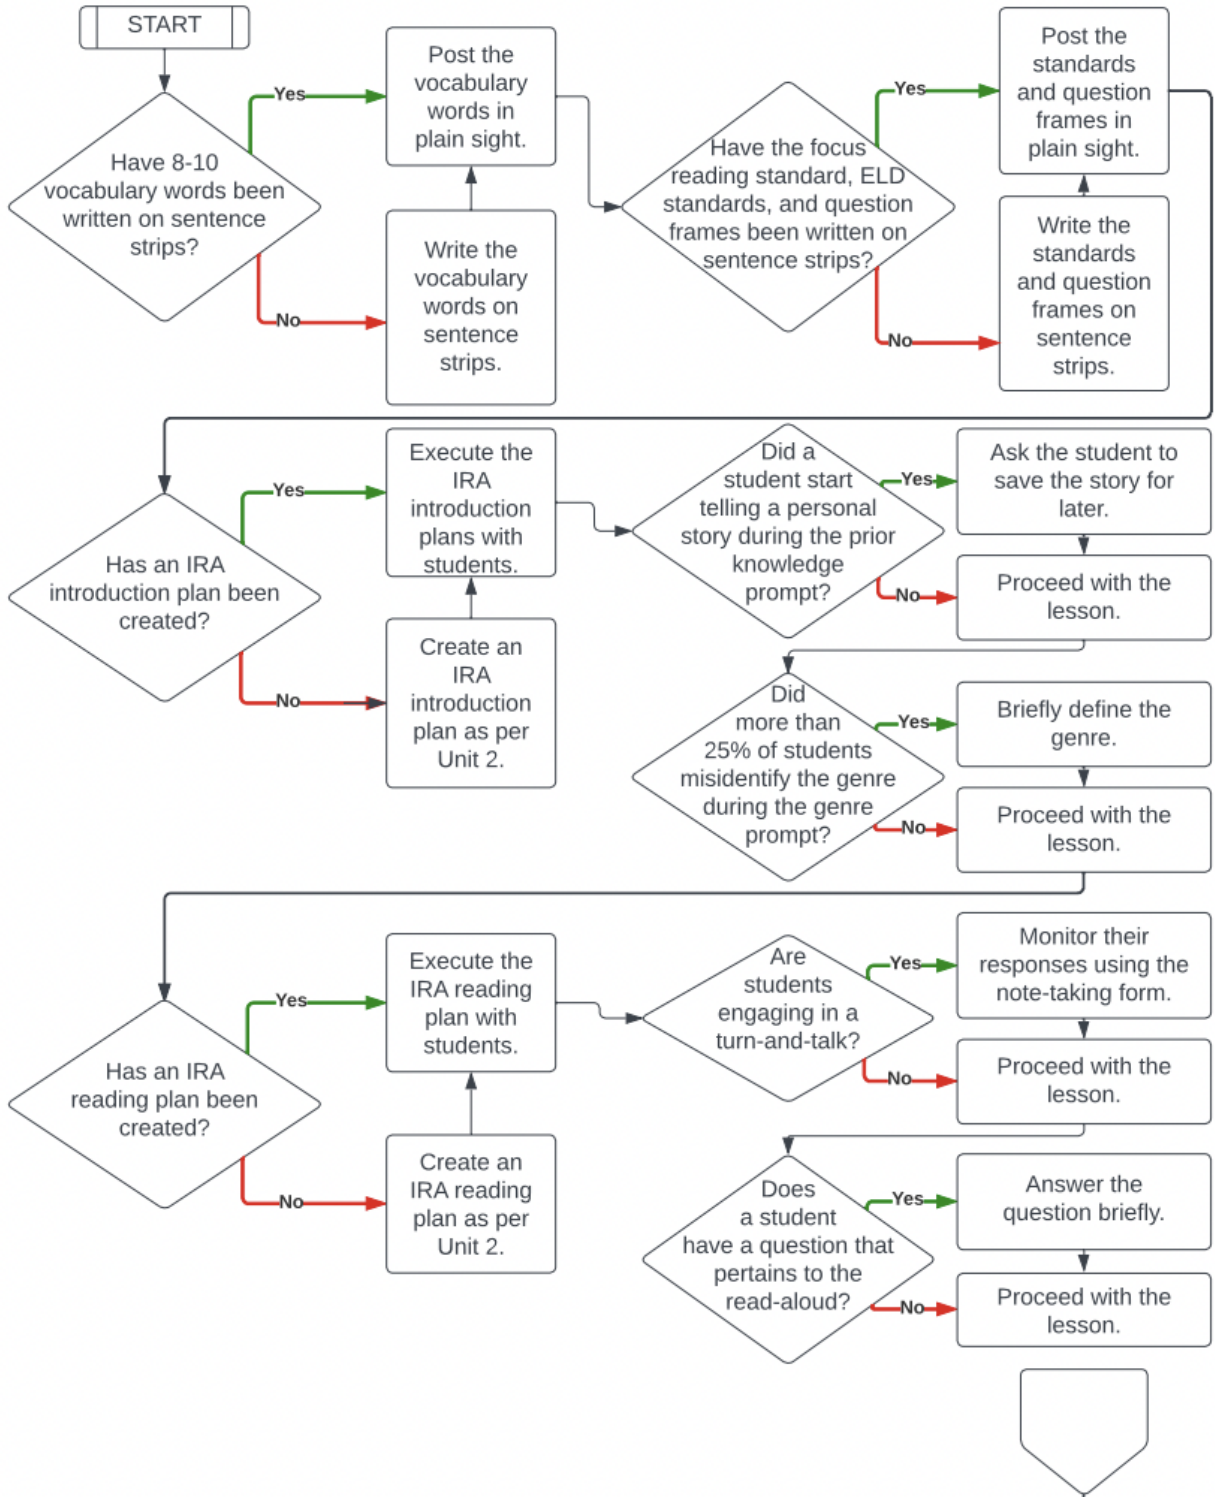 START
Have 8-10
vocabulary words been
written on sentence
strips?
Yes
No
Post the
vocabulary
words in
plain sight.
Write the
vocabulary
words on
sentence
strips.
Have the focus
reading standard, ELD
standards, and question
frames been written on
sentence strips?
Yes
No
Post the
standards
and question
frames in
plain sight.
Write the
standards
and question
frames on
sentence
strips.
Has an IRA
introduction plan been
created?
Yes
No
Execute the
IRA
introduction
plans with
students.
Create an
IRA
introduction
plan as per
Unit 2.
Did a
student start
telling a personal
story during the prior
knowledge
prompt?
Yes
No
Ask the student to
save the story for
later.
Proceed with the
lesson.
Did
more than
25% of students
misidentify the genre
during the genre
prompt?
Yes
No
Briefly define the
genre.
Proceed with the
lesson.
Has an IRA
reading plan been
created?
Yes
No
Execute the
IRA reading
plan with
students.
Create an
IRA reading
plan as per
Unit 2.
Are
students
engaging in a
turn-and-talk?
Yes
No
Monitor their
responses using the
note-taking form.
Proceed with the
lesson.
Does
a student
have a question that
pertains to the
read-aloud?
Yes
No
Answer the
question briefly.
Proceed with the
lesson.